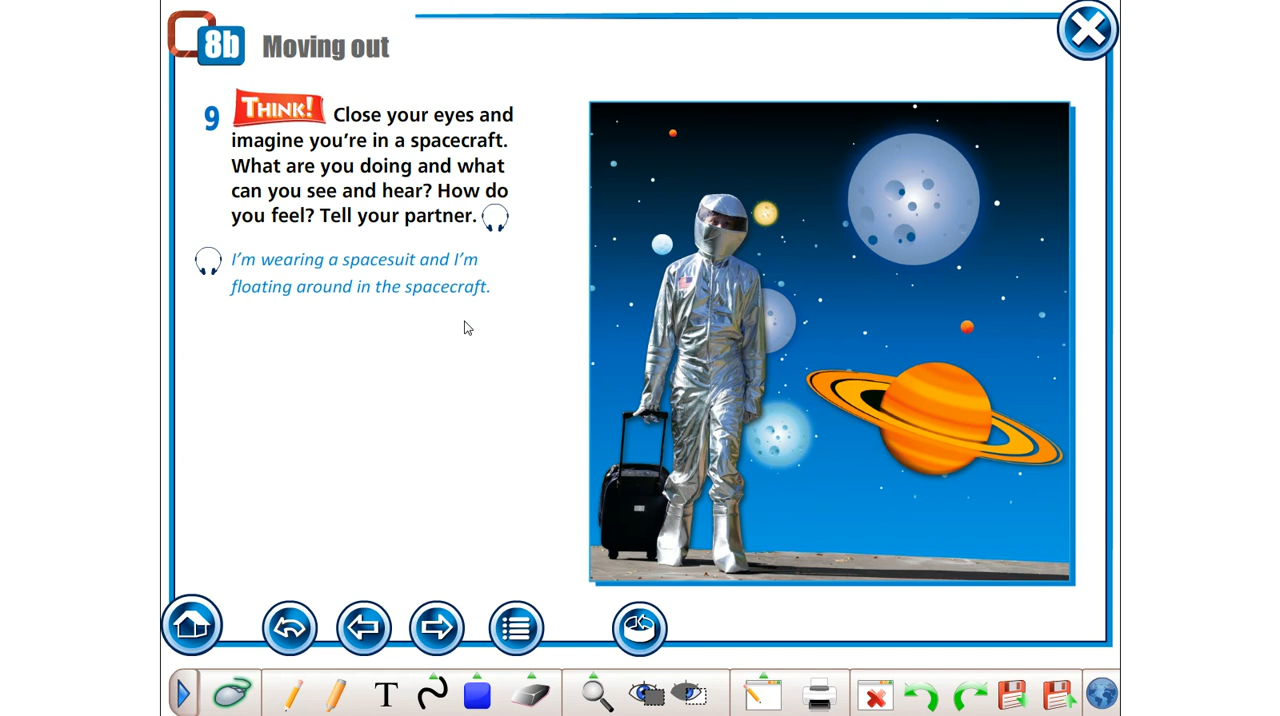 8b Moving out
9 THINK! Close your eyes and
imagine you're in a spacecraft.
What are you doing and what
can you see and hear? How do
you feel? Tell your partner.
I'm wearing a spacesuit and I'm
floating around in the spacecraft.
T